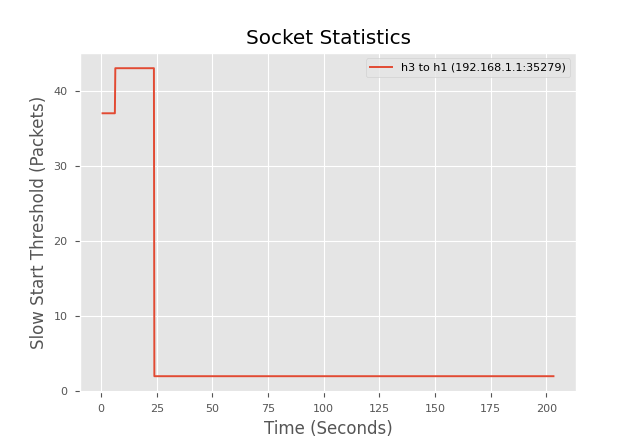 Socket Statistics
h3 to h1 (192.168.1.1:35279)
Slow Start Threshold (Packets)
40
30
20
10
0
0 25 50 75 100 125 150 175 200
Time (Seconds)